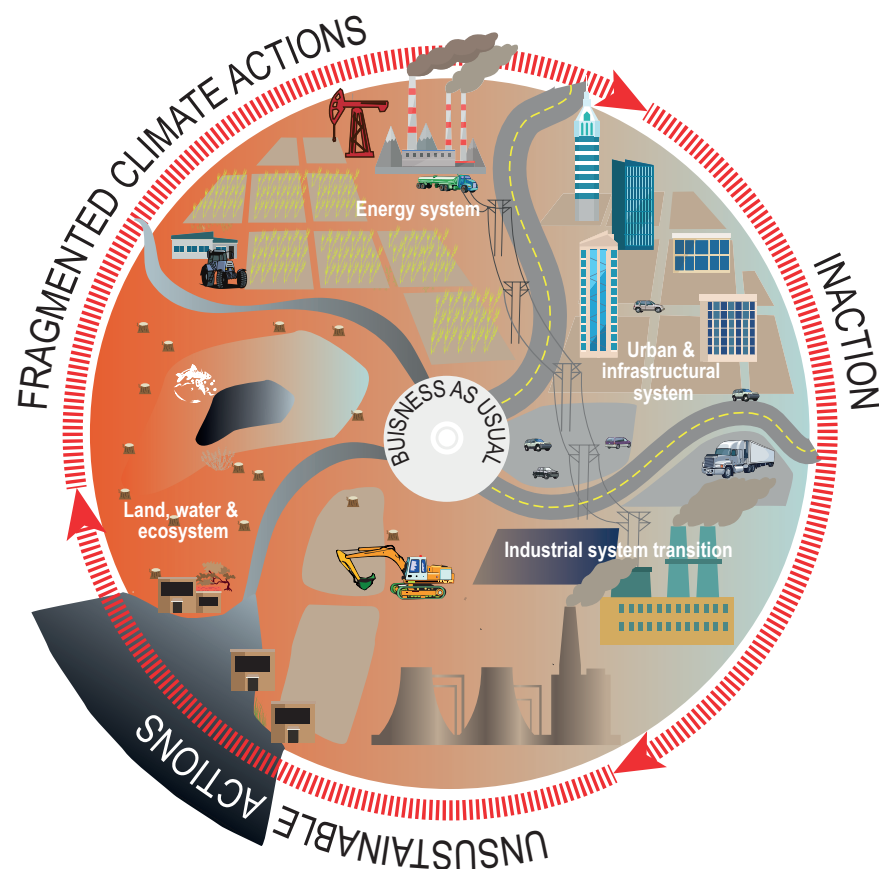 FRAGMENTED CLIMATE ACTIONS
INACTION
Energy system
Urban &
infrastructural
system
BUISNESS AS USUAL
Land, water &
ecosystem
Industrial system transition
UNSUSTAINABLE ACTIONS